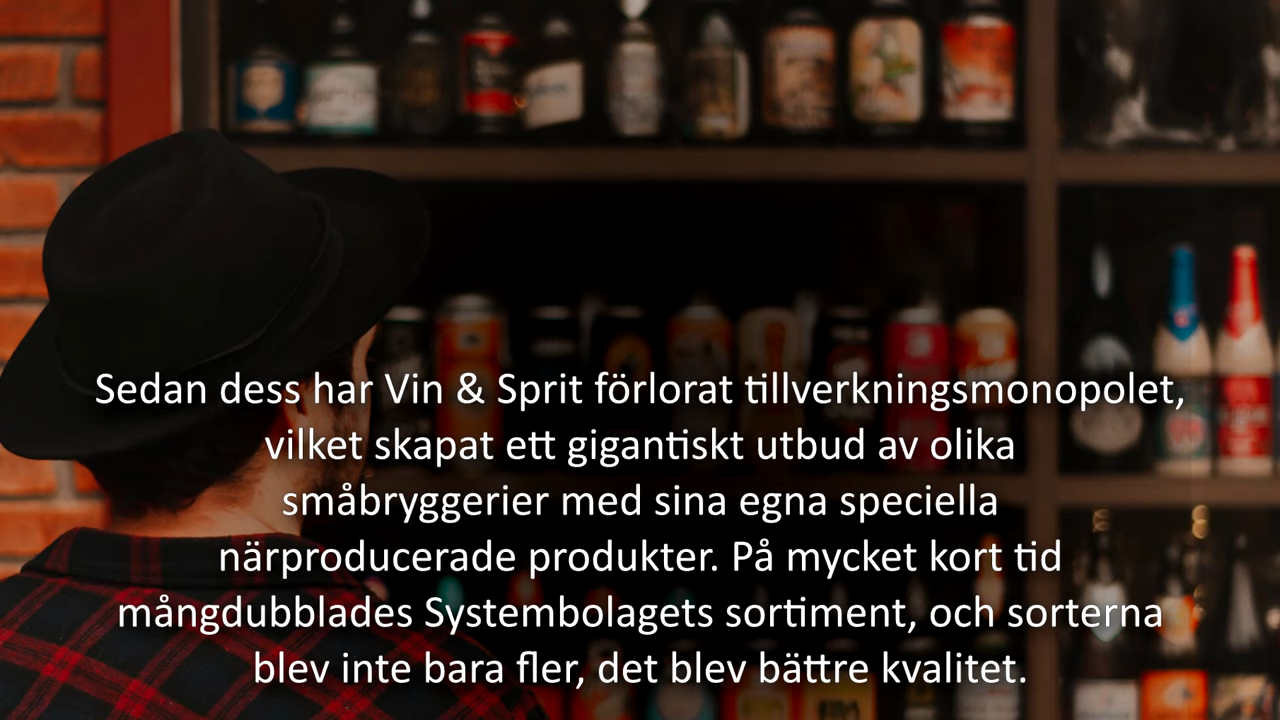 Sedan dess har Vin & Sprit förlorat tillverkningsmonopolet,
vilket skapat ett gigantiskt utbud av olika
småbryggerier med sina egna speciella
närproducerade produkter. På mycket kort tid
mångdubblades Systembolagets sortiment, och sorterna
blev inte bara fler, det blev bättre kvalitet.